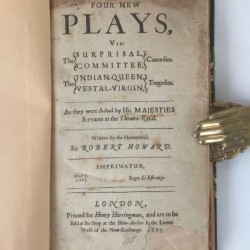 FOUR NEW
PLAYS,
VIZ:
The {SURPRISAL, COMMITTEE,} Comedies.
The {INDIAN-QUEEN, VESTAL-VIRGIN,} Tragedies.
As they were Acted by His MAJESTIES
Servants at the Theatre-Royal.
Written by the Honourable
Sir ROBERT HOWARD.
IMPRIMATUR,
Roger L'Estrange.
LONDON,
Printed for Henry Herringman, and are to be
sold at his Shop at the Blew-Anchor in the Lower
Walk of the New-Exchange. 1665.